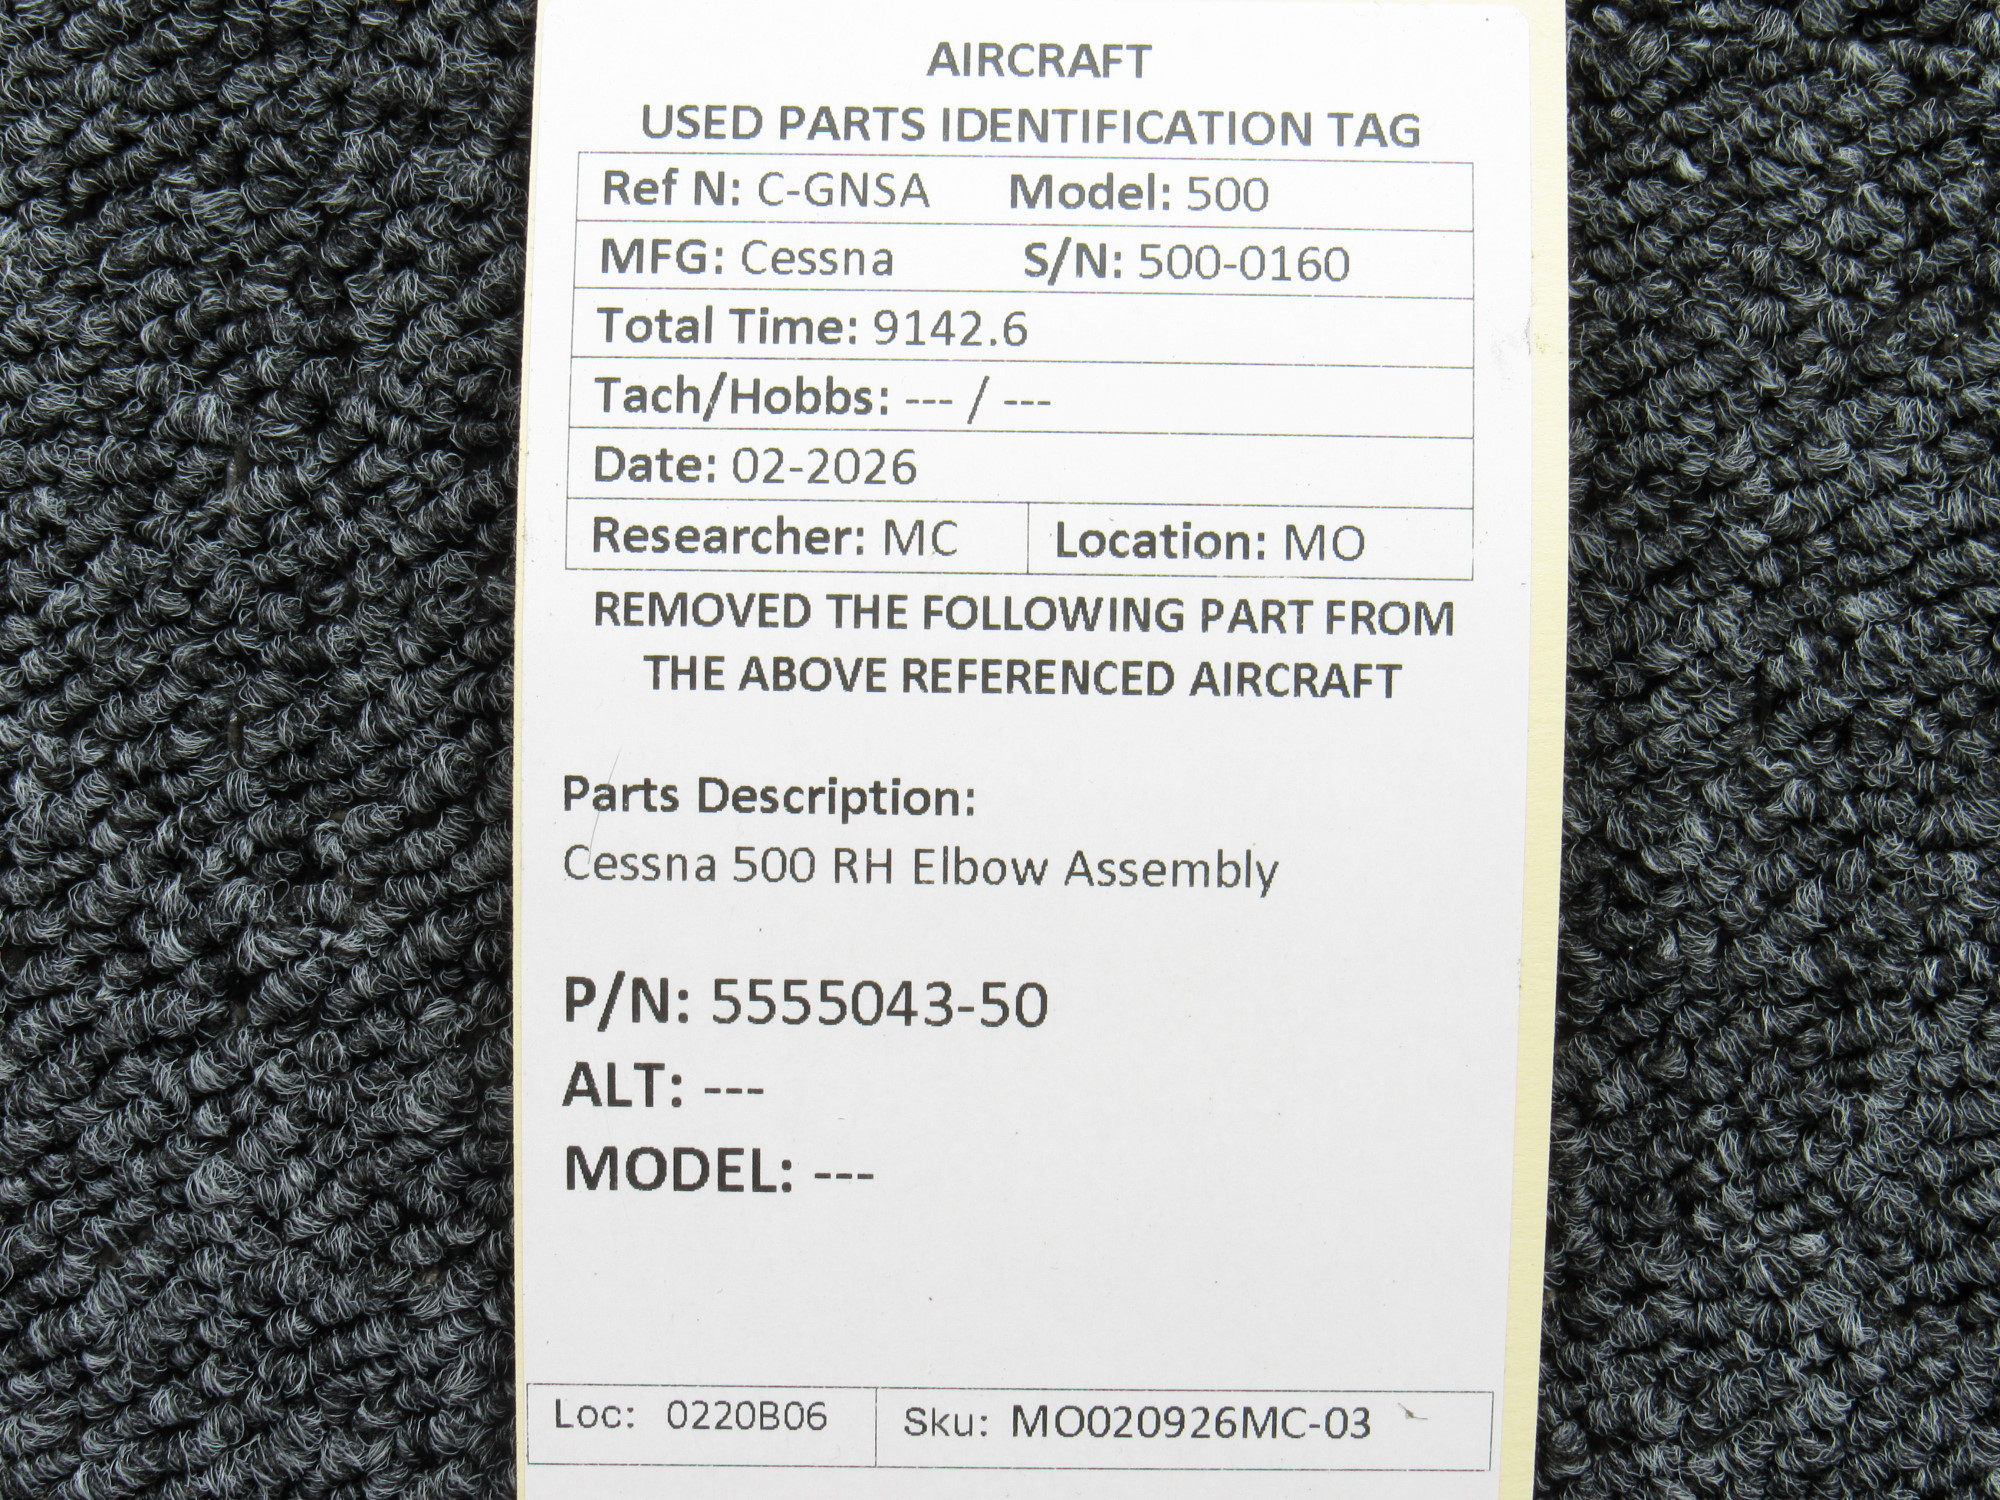 AIRCRAFT
USED PARTS IDENTIFICATION TAG
Ref N: C-GNSA Model: 500
MFG: Cessna S/N: 500-0160
Total Time: 9142.6
Tach/Hobbs: --- / ---
Date: 02-2026
Researcher: MC Location: MO
REMOVED THE FOLLOWING PART FROM
THE ABOVE REFERENCED AIRCRAFT
Parts Description:
Cessna 500 RH Elbow Assembly
P/N: 5555043-50
ALT: ---
MODEL: ---
Loc: 0220B06 Sku: MO020926MC-03